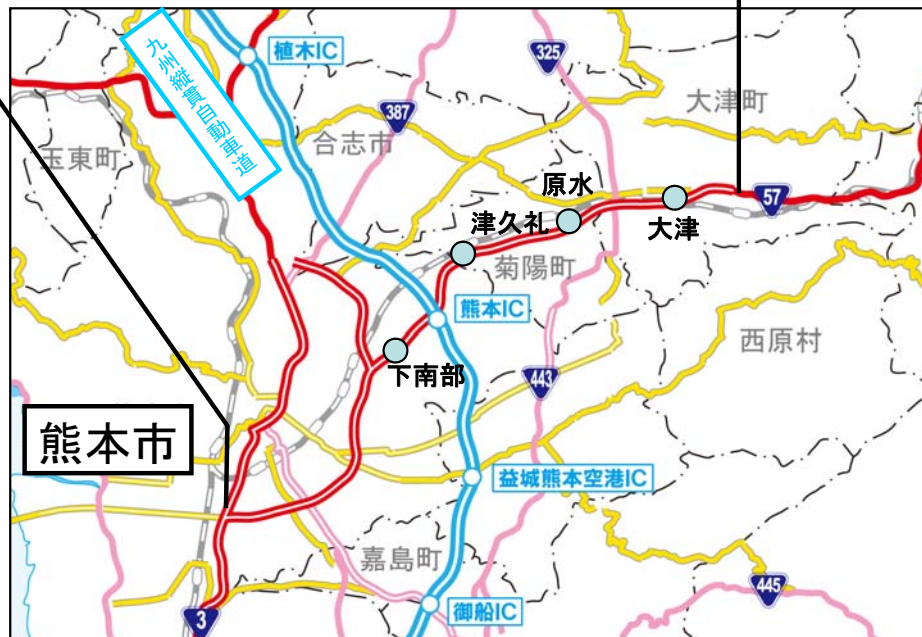 九州縦貫自動車道
植木IC
325
387
大津町
合志市
玉東町
原水
57
津久礼
大津
菊陽町
熊本IC
西原村
下南部
443
熊本市
益城熊本空港IC
嘉島町
445
御船IC
3